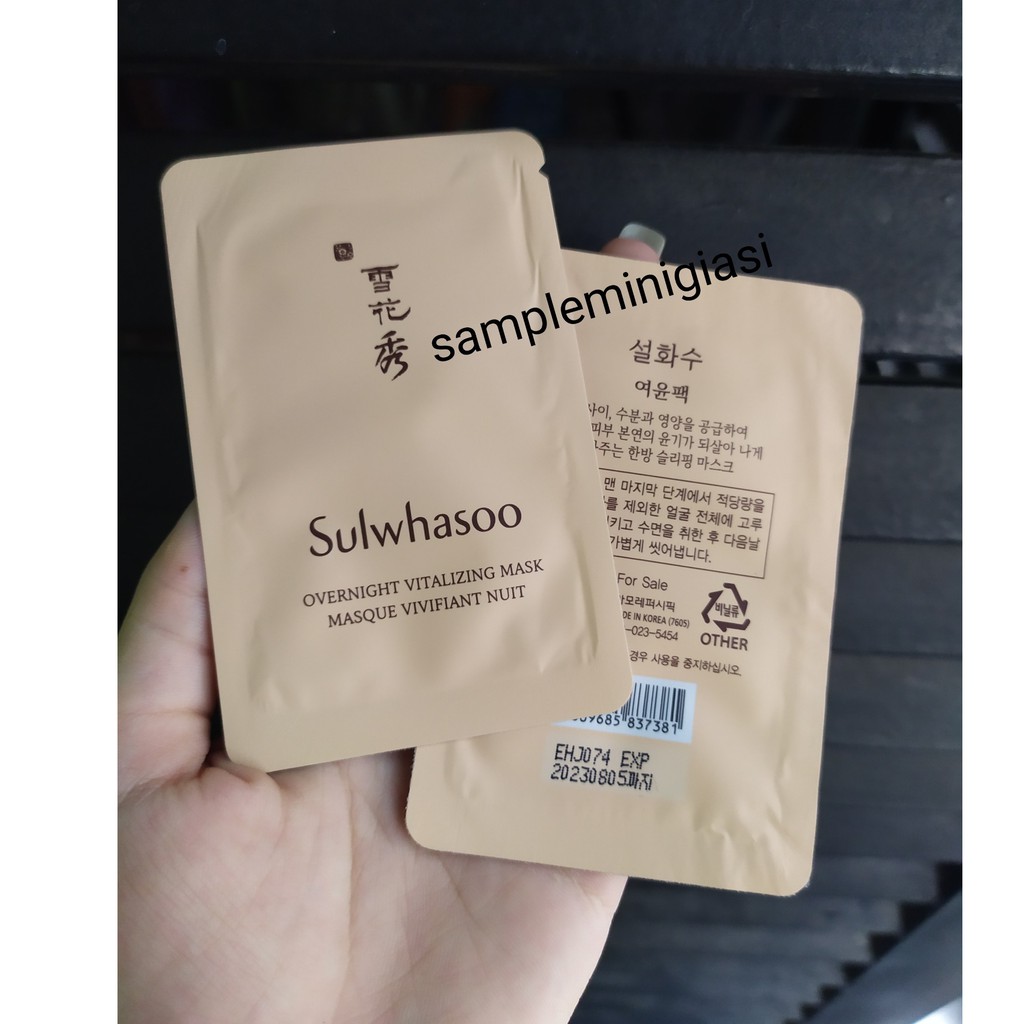 雪花秀
Sulwhasoo
OVERNIGHT VITALIZING MASK
MASQUE VIVIFIANT NUIT
sampleminigiasi
설화수
여윤팩
사이, 수분과 영양을 공급하여
피부 본연의 윤기가 되살아 나게
주는 한방 슬리핑 마스크
맨 마지막 단계에서 적당량을
를 제외한 얼굴 전체에 고루
키고 수면을 취한 후 다음날
가볍게 씻어냅니다.
For Sale
모레퍼시픽
DE IN KOREA (7605)
-023-5454
비닐류
OTHER
경우 사용을 중지하십시오.
9685 837381
EHJ074 EXP
20230805까지